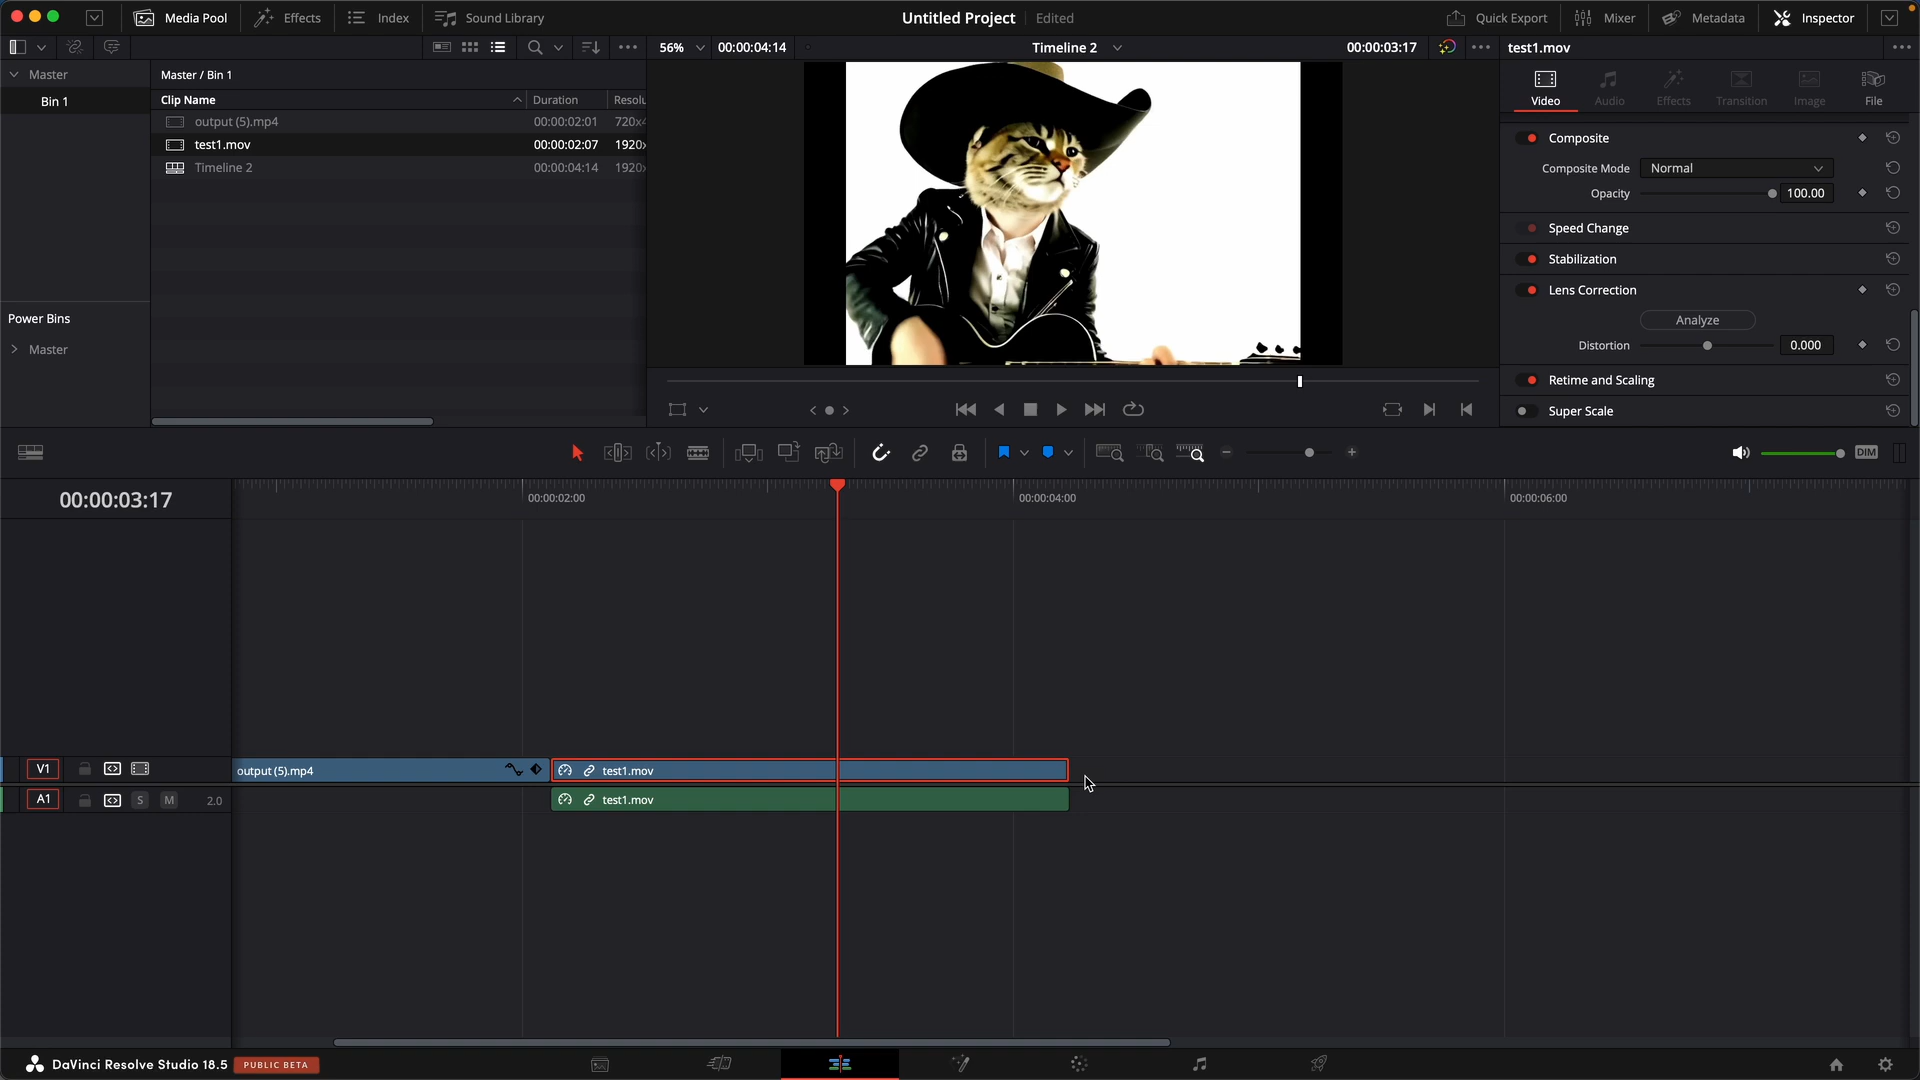 Media Pool
Effects
Index
Sound Library
Untitled Project
Edited
Quick Export
Mixer
Metadata
Inspector
56%
00:00:04:14
Timeline 2
00:00:03:17
test1.mov
Master
Bin 1
Master / Bin 1
Clip Name
Duration
output (5).mp4
00:00:02:01
test1.mov
00:00:02:07
Timeline 2
00:00:04:14
Power Bins
Master
Video
Audio
Effects
Transition
Image
File
Composite
Composite Mode
Normal
Opacity
100.00
Speed Change
Stabilization
Lens Correction
Analyze
Distortion
0.000
Retime and Scaling
Super Scale
DIM
00:00:03:17
00:00:02:00
00:00:04:00
00:00:06:00
V1
output (5).mp4
test1.mov
A1
S
M
2.0
test1.mov
DaVinci Resolve Studio 18.5
PUBLIC BETA